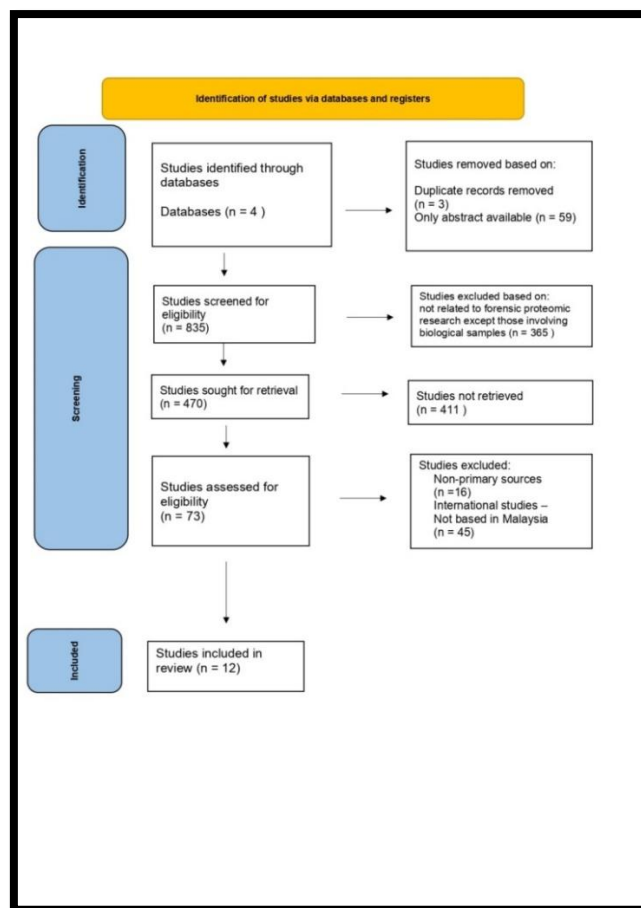 Identification of studies via databases and registers
Identification
Studies identified through
databases
Databases (n = 4 )
Studies removed based on:
Duplicate records removed
(n = 3)
Only abstract available (n = 59)
Screening
Studies screened for
eligibility
(n = 835)
Studies excluded based on:
not related to forensic proteomic
research except those involving
biological samples (n = 365 )
Studies sought for retrieval
(n = 470)
Studies not retrieved
(n = 411 )
Studies assessed for
eligibility
(n = 73)
Studies excluded:
Non-primary sources
(n =16)
International studies –
Not based in Malaysia
(n = 45)
Included
Studies included in
review (n = 12)